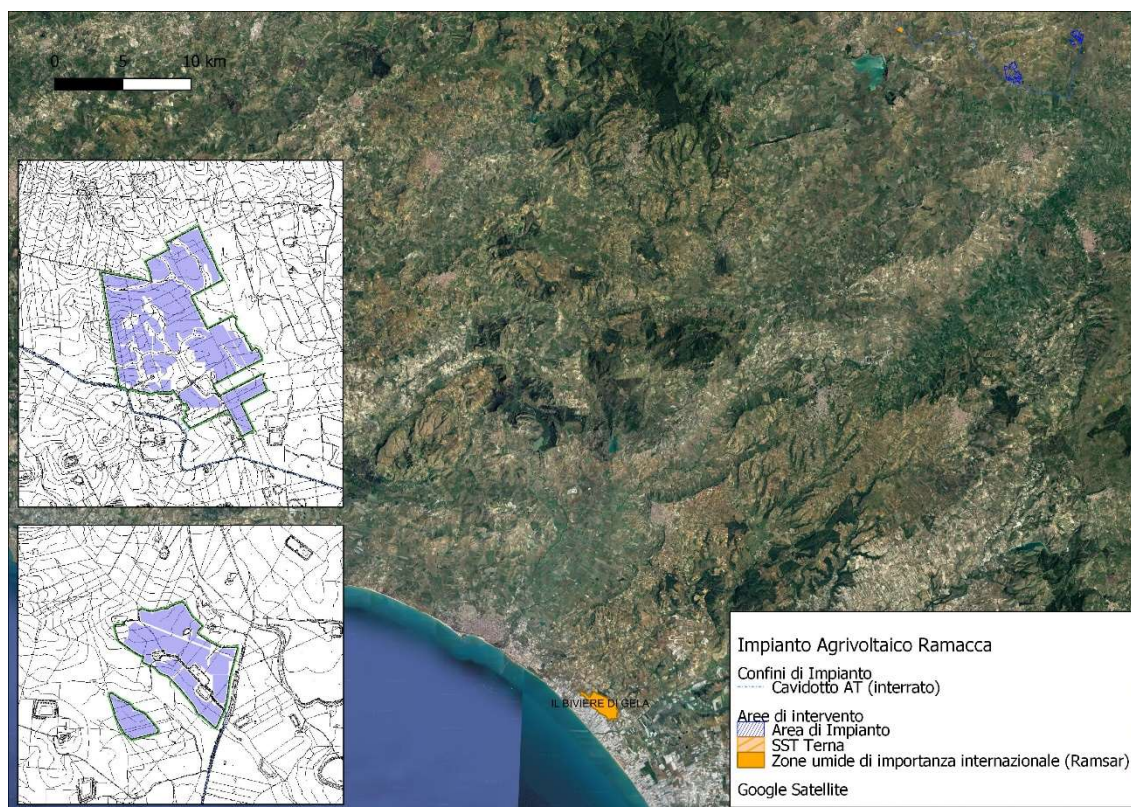 0 5 10 km
IL BIVIERE DI GELA
Impianto Agrivoltaico Ramacca
Confini di Impianto
Cavidotto AT (interrato)
Aree di intervento
Area di Impianto
SST Terna
Zone umide di importanza internazionale (Ramsar)
Google Satellite